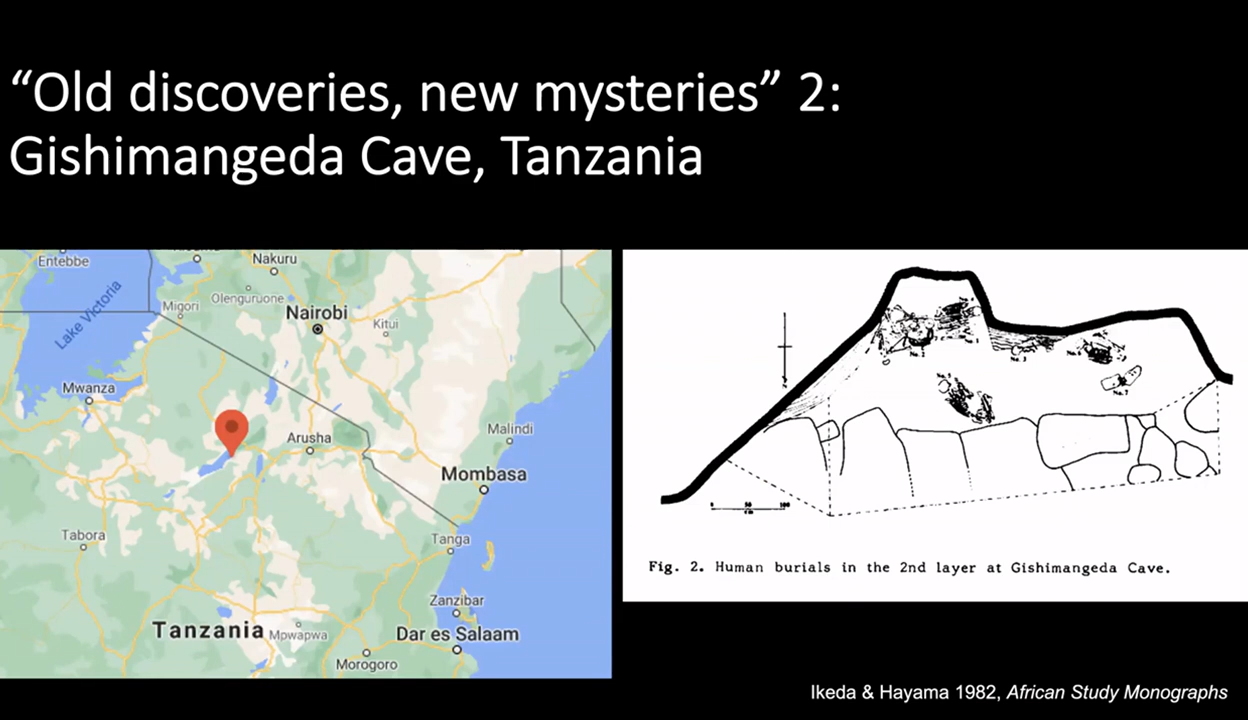 “Old discoveries, new mysteries” 2:
Gishimangeda Cave, Tanzania
Entebbe
Nakuru
Lake Victoria
Migori
Olenguruone
Nairobi
Kitui
Mwanza
Arusha
Malindi
Mombasa
Tabora
Tanga
Zanzibar
Tanzania
Mpwapwa
Dar es Salaam
Morogoro
Fig. 2. Human burials in the 2nd layer at Gishimangeda Cave.
Ikeda & Hayama 1982, African Study Monographs